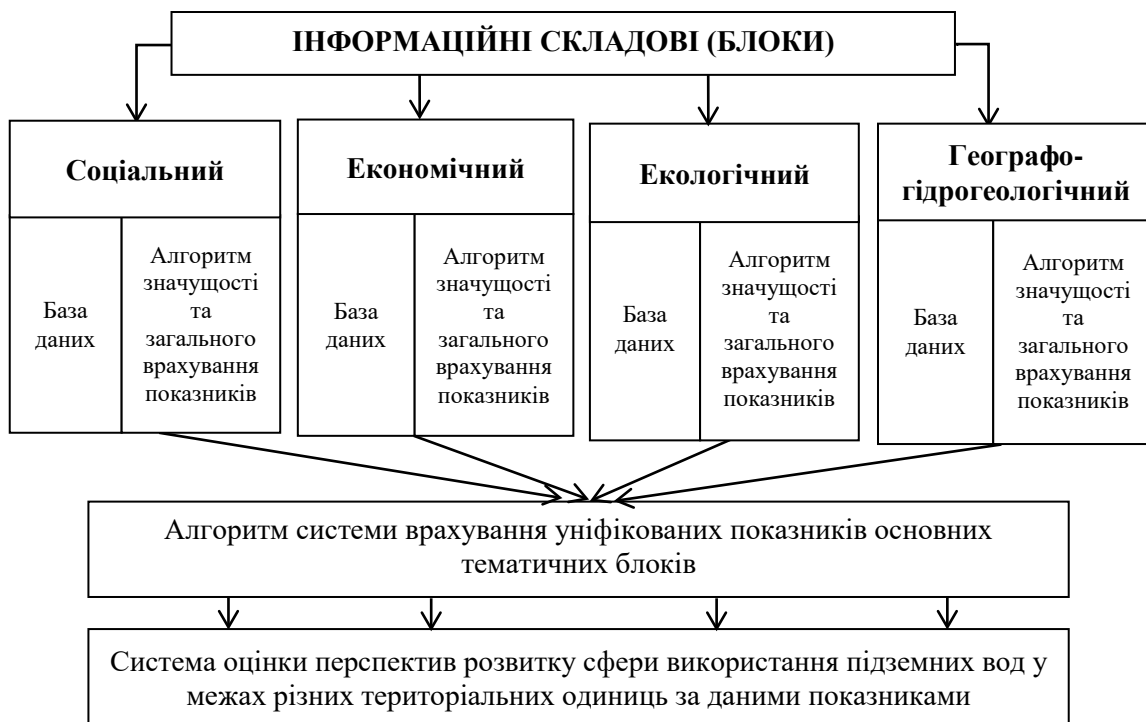 ІНФОРМАЦІЙНІ СКЛАДОВІ (БЛОКИ)
Соціальний
База
даних
Алгоритм
значущості
та
загального
врахування
показників
Економічний
База
даних
Алгоритм
значущості
та
загального
врахування
показників
Екологічний
База
даних
Алгоритм
значущості
та
загального
врахування
показників
Географо-
гідрогеологічний
База
даних
Алгоритм
значущості
та
загального
врахування
показників
Алгоритм системи врахування уніфікованих показників основних
тематичних блоків
Система оцінки перспектив розвитку сфери використання підземних вод у
межах різних територіальних одиниць за даними показниками